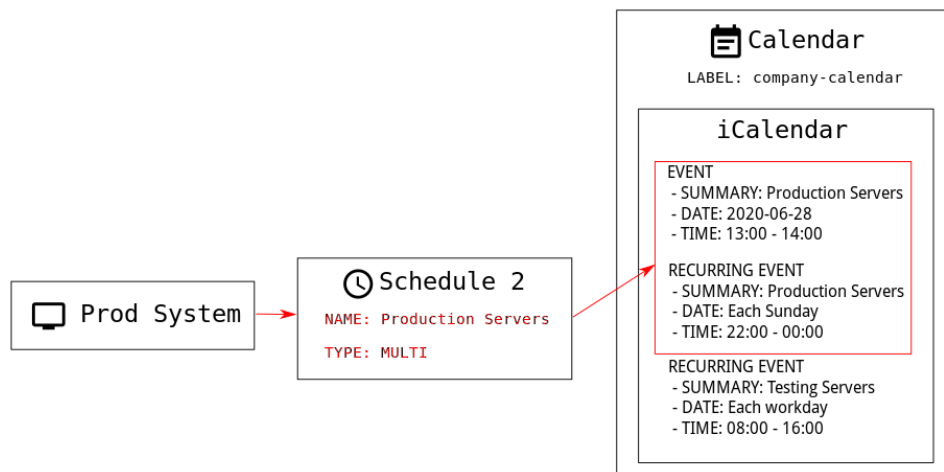 Calendar
LABEL: company-calendar
iCalendar
EVENT
- SUMMARY: Production Servers
- DATE: 2020-06-28
- TIME: 13:00 - 14:00
RECURRING EVENT
- SUMMARY: Production Servers
- DATE: Each Sunday
- TIME: 22:00 - 00:00
RECURRING EVENT
- SUMMARY: Testing Servers
- DATE: Each workday
- TIME: 08:00 - 16:00
Schedule 2
NAME: Production Servers
TYPE: MULTI
Prod System